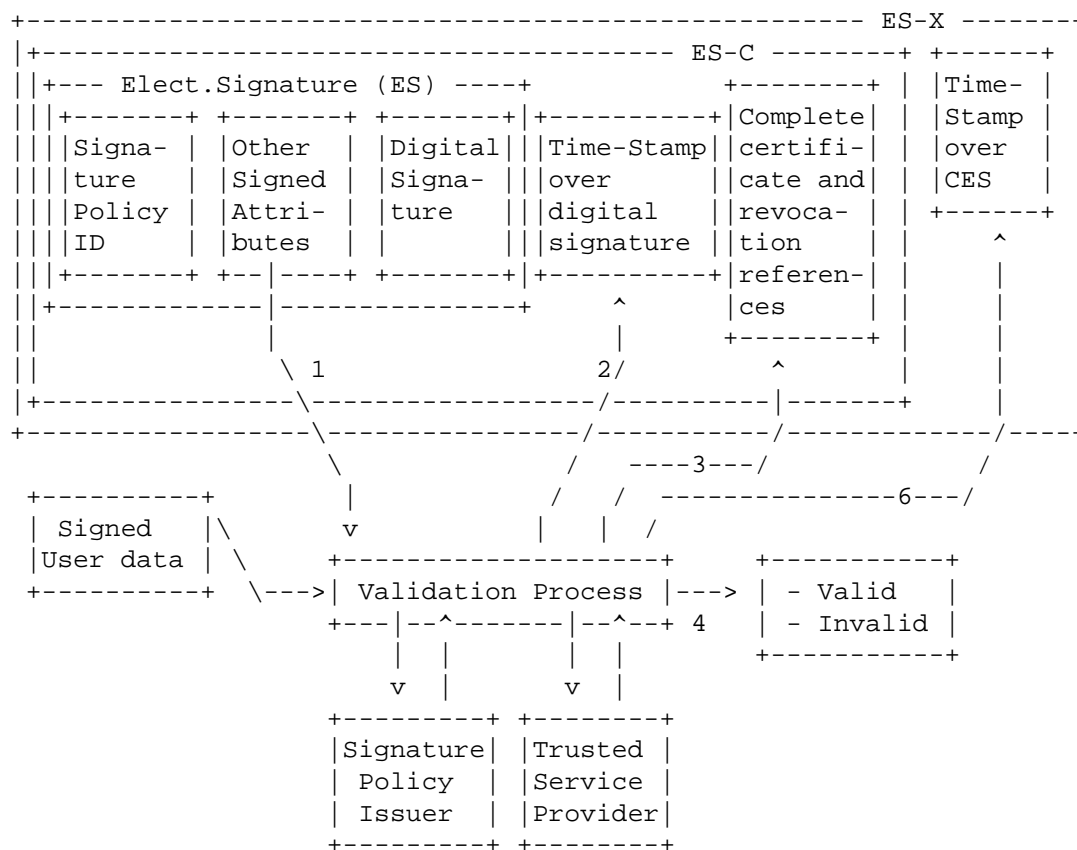 ES-X
ES-C
Elect.Signature (ES)
Time-
Complete
Stamp
Signa- Other Digital Time-Stamp certifi- over
ture Signed Signa- over cate and CES
Policy Attri- ture digital revoca-
ID butes signature tion
referen-
ces
1 2
3
6
Signed
User data
Validation Process - Valid
4 - Invalid
Signature Trusted
Policy Service
Issuer Provider